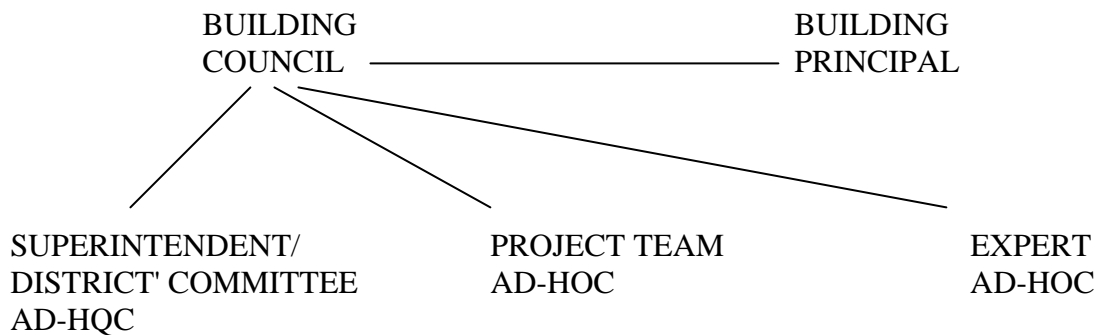 BUILDING
COUNCIL
BUILDING
PRINCIPAL
SUPERINTENDENT/
DISTRICT' COMMITTEE
AD-HQC
PROJECT TEAM
AD-HOC
EXPERT
AD-HOC